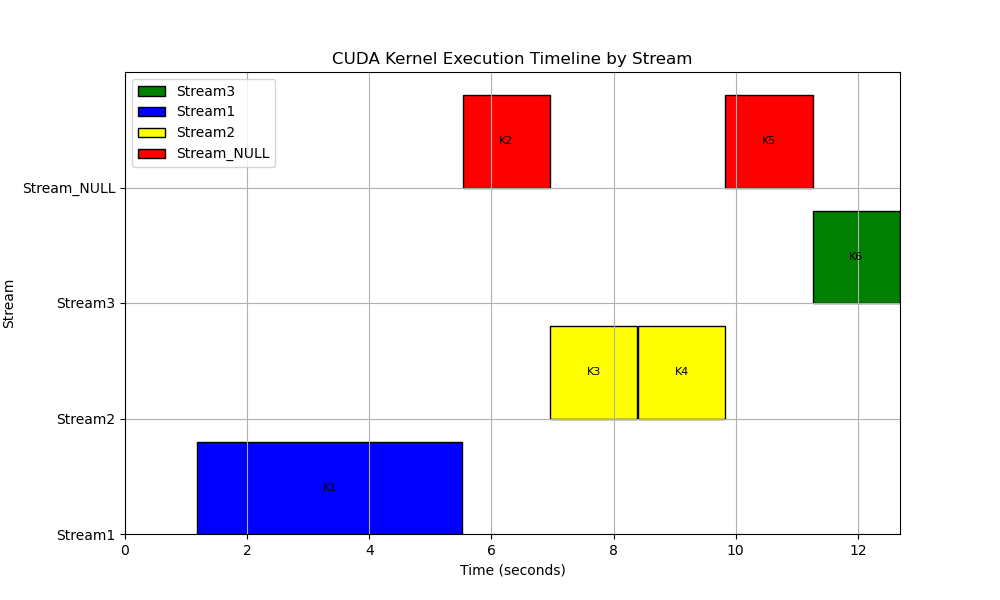 CUDA Kernel Execution Timeline by Stream
Stream3
Stream1
Stream2
Stream_NULL
K2
K5
Stream_NULL
K6
Stream3
K3
K4
Stream2
K1
Stream1
Stream
0 2 4 6 8 10 12
Time (seconds)